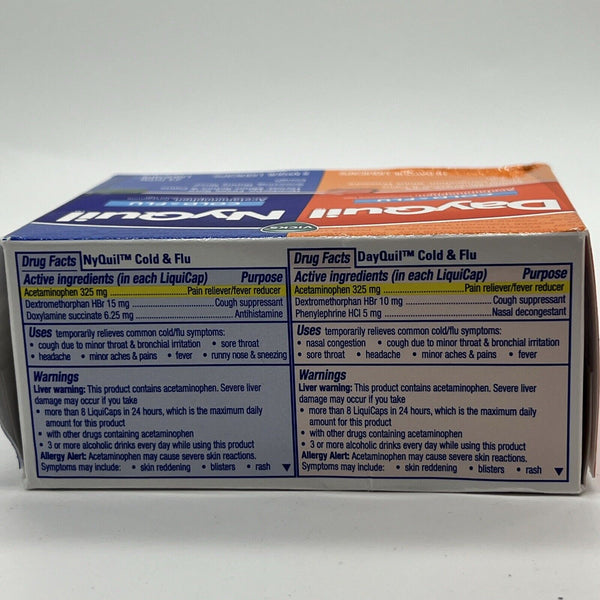 NyQuil
DayQuil
VICKS
COLD & FLU
COLD & FLU
Acetaminophen,
Drug Facts NyQuil™ Cold & Flu
Active ingredients (in each LiquiCap) Purpose
Acetaminophen 325 mg Pain reliever/fever reducer
Dextromethorphan HBr 15 mg Cough suppressant
Doxylamine succinate 6.25 mg Antihistamine
Uses temporarily relieves common cold/flu symptoms:
• cough due to minor throat & bronchial irritation • sore throat
• headache • minor aches & pains • fever • runny nose & sneezing
Warnings
Liver warning: This product contains acetaminophen. Severe liver
damage may occur if you take
• more than 8 LiquiCaps in 24 hours, which is the maximum daily
amount for this product
• with other drugs containing acetaminophen
• 3 or more alcoholic drinks every day while using this product
Allergy Alert: Acetaminophen may cause severe skin reactions.
Symptoms may include: • skin reddening • blisters • rash ▼
Drug Facts DayQuil™ Cold & Flu
Active ingredients (in each LiquiCap) Purpose
Acetaminophen 325 mg Pain reliever/fever reducer
Dextromethorphan HBr 10 mg Cough suppressant
Phenylephrine HCl 5 mg Nasal decongestant
Uses temporarily relieves common cold/flu symptoms:
• nasal congestion • cough due to minor throat & bronchial irritation
• sore throat • headache • minor aches & pains • fever
Warnings
Liver warning: This product contains acetaminophen. Severe liver
damage may occur if you take
• more than 8 LiquiCaps in 24 hours, which is the maximum daily
amount for this product
• with other drugs containing acetaminophen
• 3 or more alcoholic drinks every day while using this product
Allergy Alert: Acetaminophen may cause severe skin reactions.
Symptoms may include: • skin reddening • blisters • rash ▼